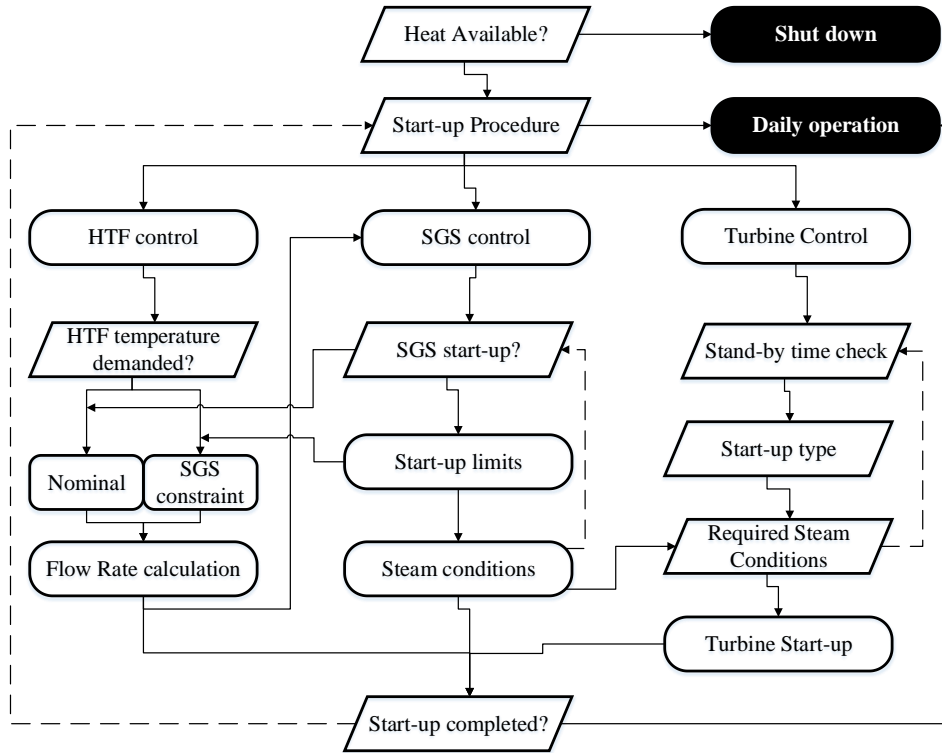 Heat Available?
Shut down
Start-up Procedure
Daily operation
HTF control
SGS control
Turbine Control
HTF temperature
demanded?
SGS start-up?
Stand-by time check
Start-up limits
Start-up type
Nominal
SGS
constraint
Flow Rate calculation
Steam conditions
Required Steam
Conditions
Turbine Start-up
Start-up completed?